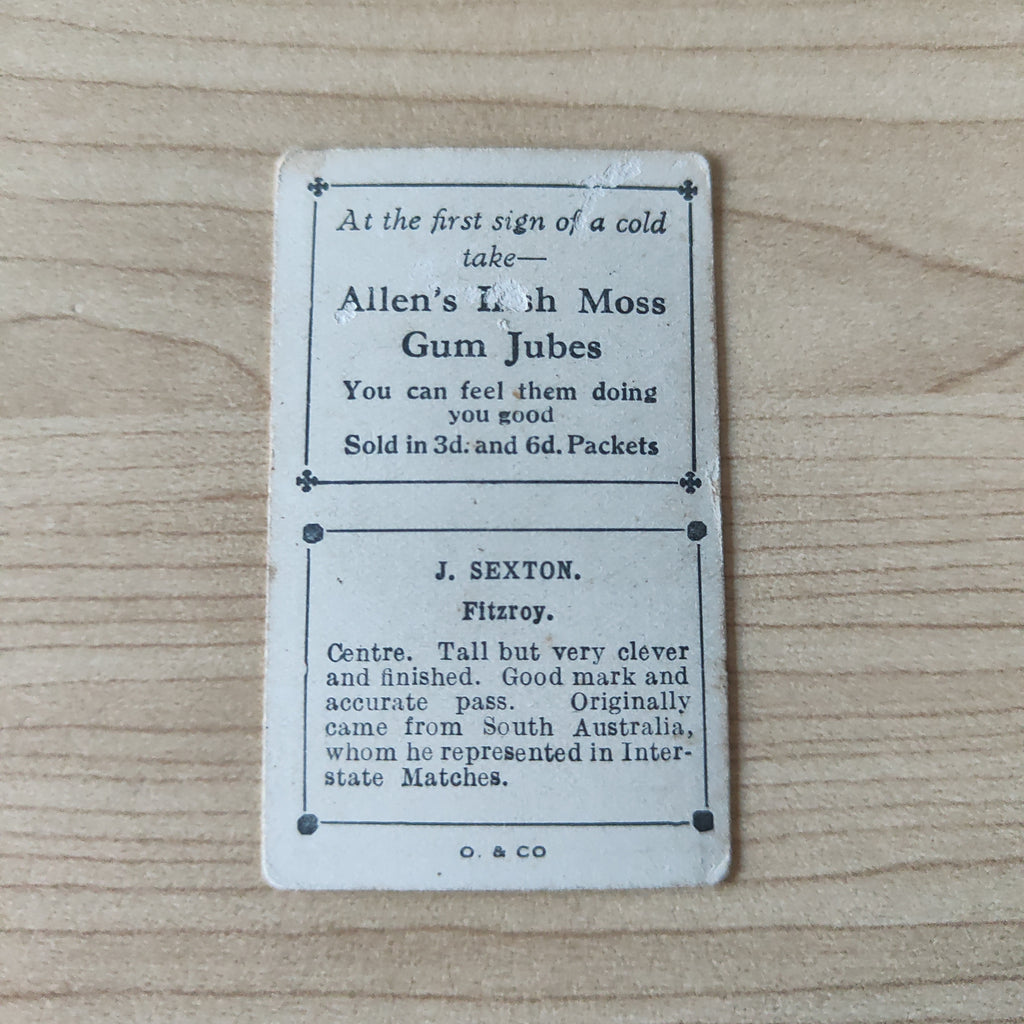 At the first sign of a cold
take—
Allen's Irish Moss
Gum Jubes
You can feel them doing
you good
Sold in 3d. and 6d. Packets
J. SEXTON.
Fitzroy.
Centre. Tall but very clever
and finished. Good mark and
accurate pass. Originally
came from South Australia,
whom he represented in Inter-
state Matches.
O. & CO